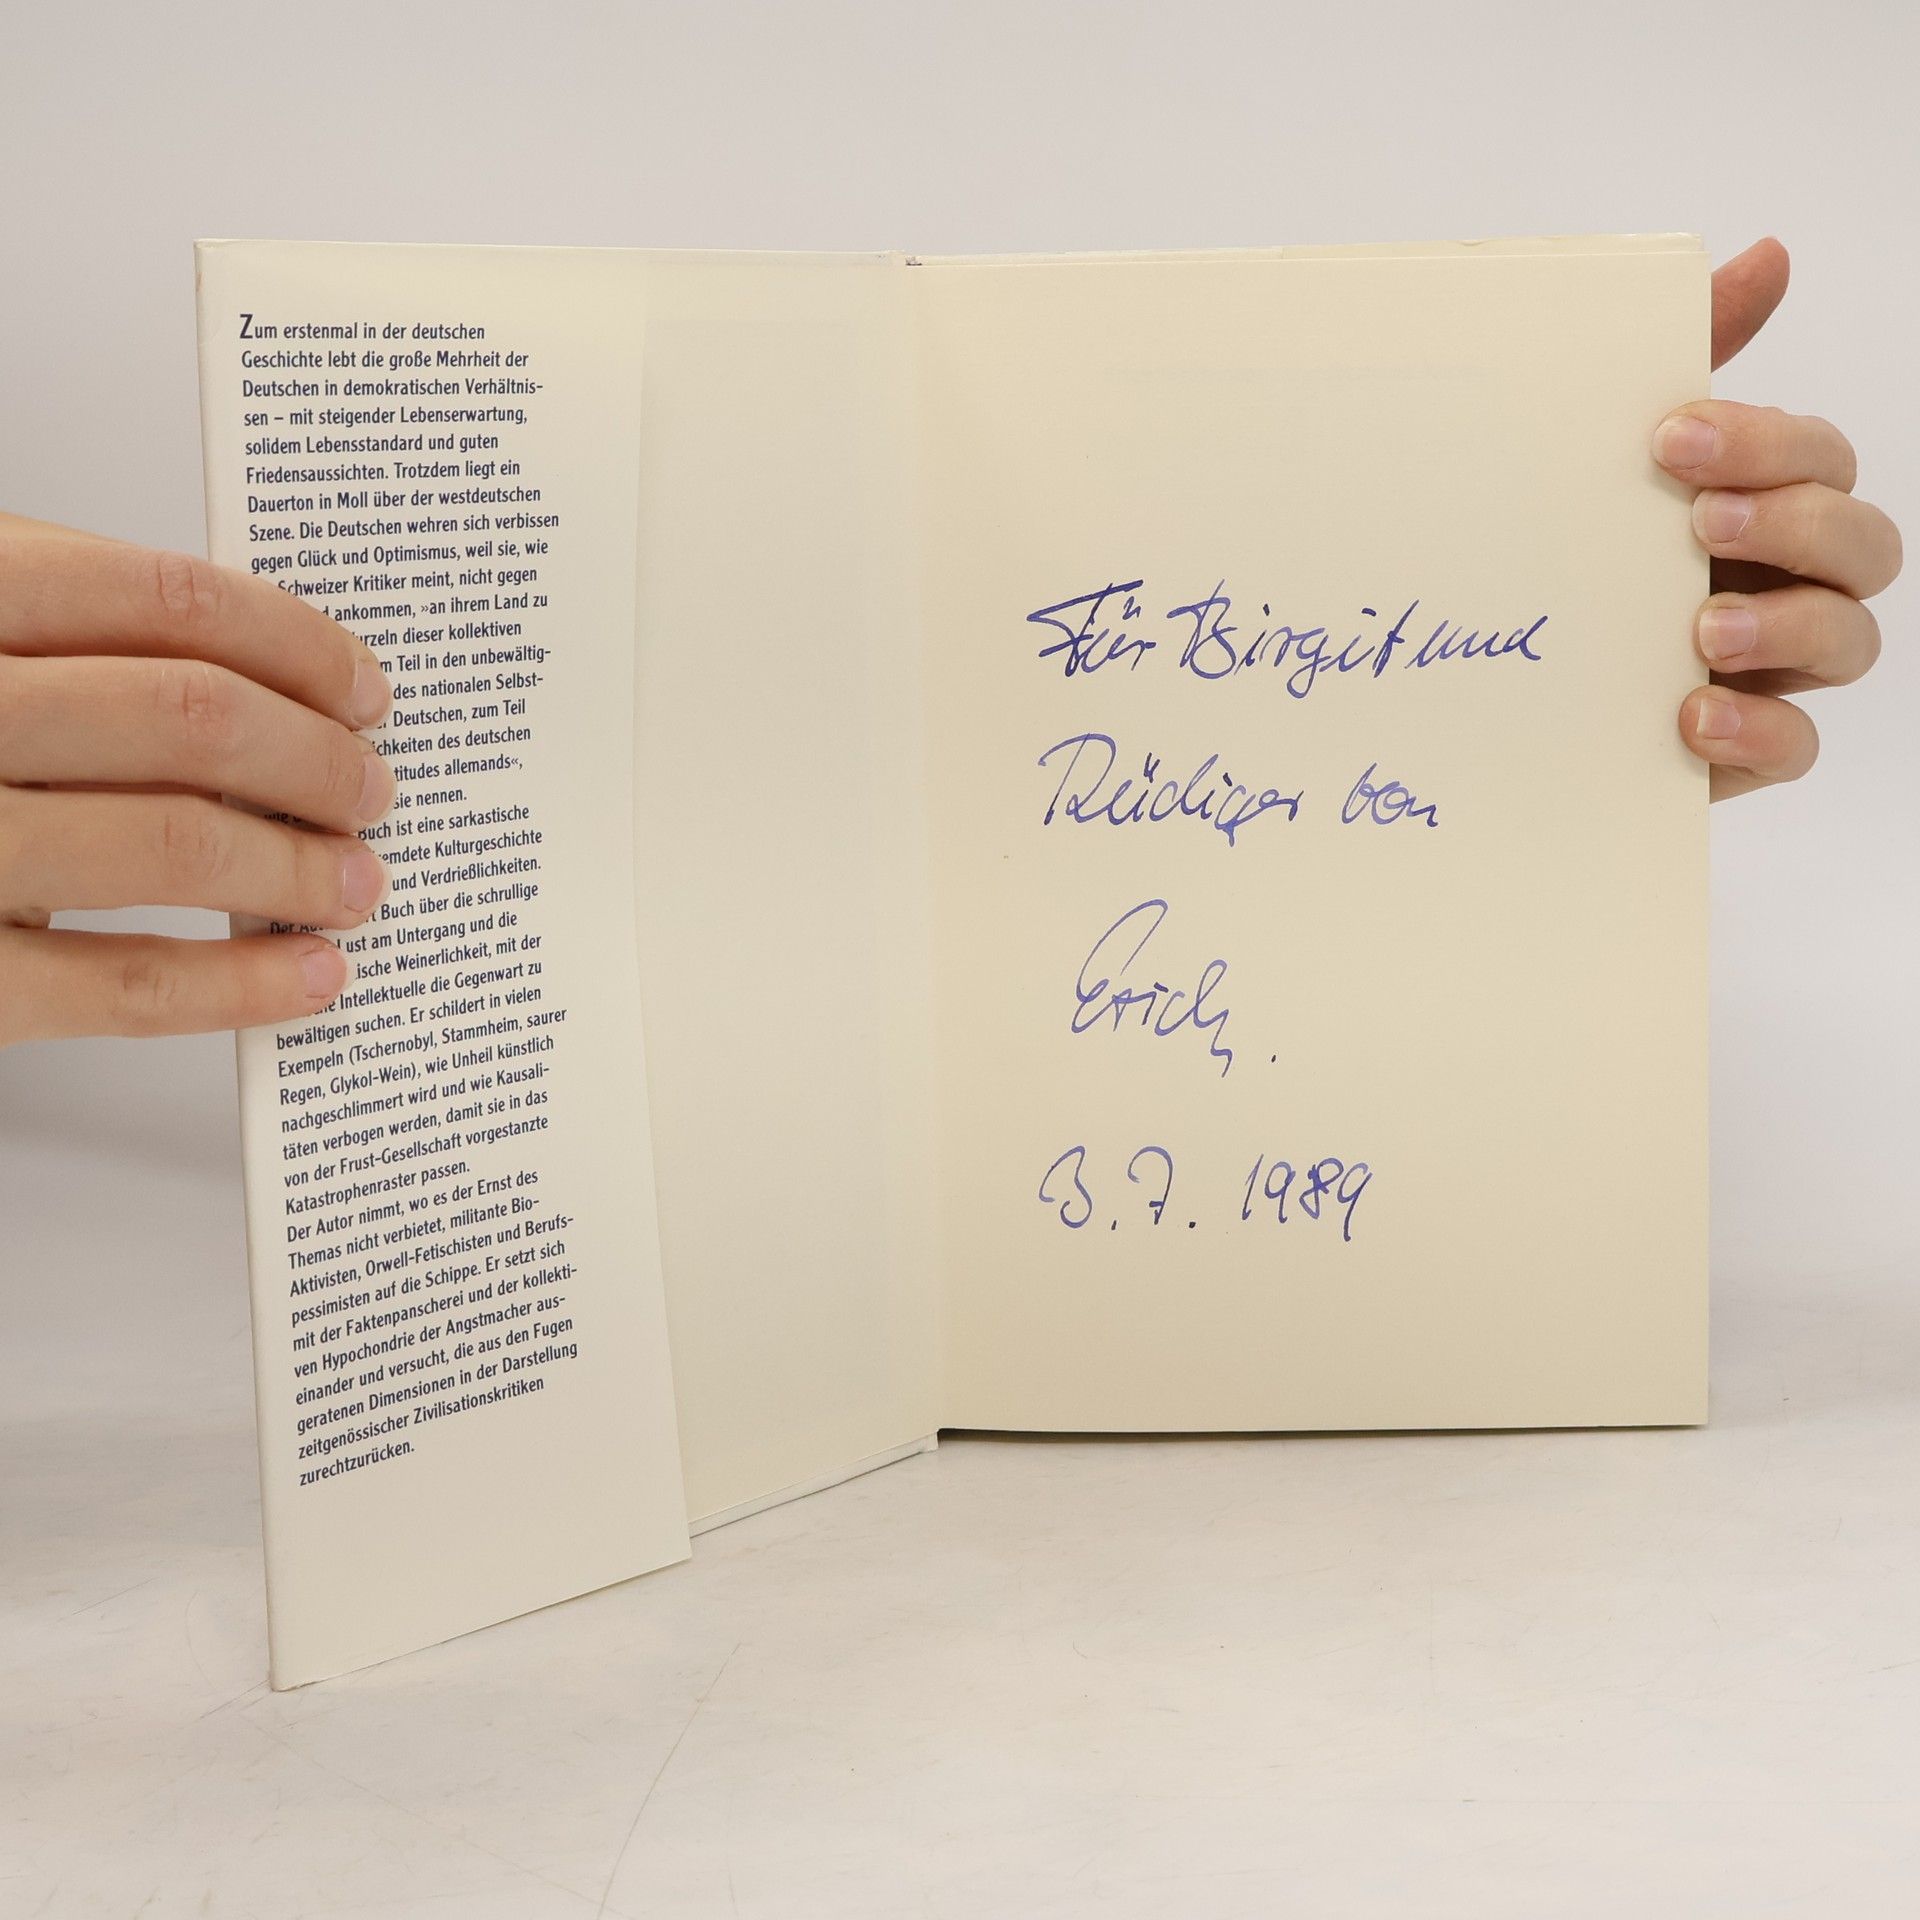 Zum erstenmal in der deutschen
Geschichte lebt die große Mehrheit der
Deutschen in demokratischen Verhältnis-
sen – mit steigender Lebenserwartung,
solidem Lebensstandard und guten
Friedensaussichten. Trotzdem liegt ein
Dauerton in Moll über der westdeutschen
Szene. Die Deutschen wehren sich verbissen
gegen Glück und Optimismus, weil sie, wie
Schweizer Kritiker meint, nicht gegen
ankommen, »an ihrem Land zu
dieser kollektiven
Teil in den unbewältig-
des nationalen Selbst-
Deutschen, zum Teil
des deutschen
allemands«,
sie nennen.
Buch ist eine sarkastische
Kulturgeschichte
und Verdrießlichkeiten.
Der
Buch über die schrullige
Lust am Untergang und die
Weinerlichkeit, mit der
Intellektuelle die Gegenwart zu
bewältigen suchen. Er schildert in vielen
Exempeln (Tschernobyl, Stammheim, saurer
Regen, Glykol-Wein), wie Unheil künstlich
nachgeschlimmert wird und wie Kausali-
täten verbogen werden, damit sie in das
von der Frust-Gesellschaft vorgestanzte
Katastrophenraster passen.
Der Autor nimmt, wo es der Ernst des
Themas nicht verbietet, militante Bio-
Aktivisten, Orwell-Fetischisten und Berufs-
pessimisten auf die Schippe. Er setzt sich
mit der Faktenpanscherei und der kollekti-
ven Hypochondrie der Angstmacher aus-
einander und versucht, die aus den Fugen
geratenen Dimensionen in der Darstellung
zeitgenössischer Zivilisationskritiken
zurechtzurücken.
Für Birgit und
Rüdiger von
Erich.
3.7. 1989